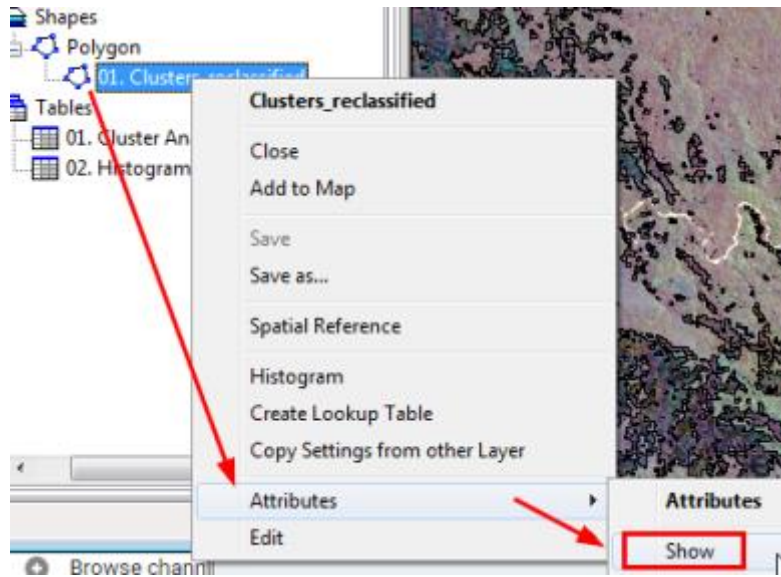 Shapes
Polygon
01. Clusters_reclassified
Tables
01. Cluster An
02. Histogram
Clusters_reclassified
Close
Add to Map
Save
Save as...
Spatial Reference
Histogram
Create Lookup Table
Copy Settings from other Layer
Attributes
Edit
Attributes
Show
Browse chann